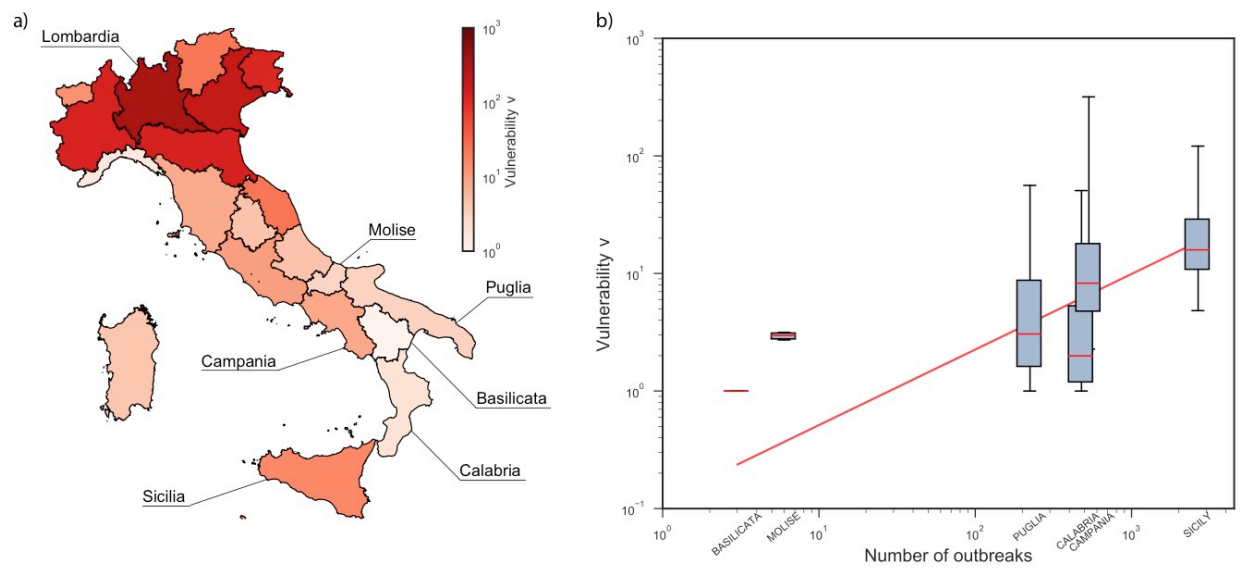 a)
Lombardia
10³
10²
10¹
10⁰
Vulnerability v
Molise
Puglia
Campania
Basilicata
Calabria
Sicilia
b)
10³
10²
10¹
10⁰
10⁻¹
Vulnerability v
10⁰
10¹
10²
10³
BASILICATA
MOLISE
PUGLIA
CALABRIA
CAMPANIA
SICILY
Number of outbreaks